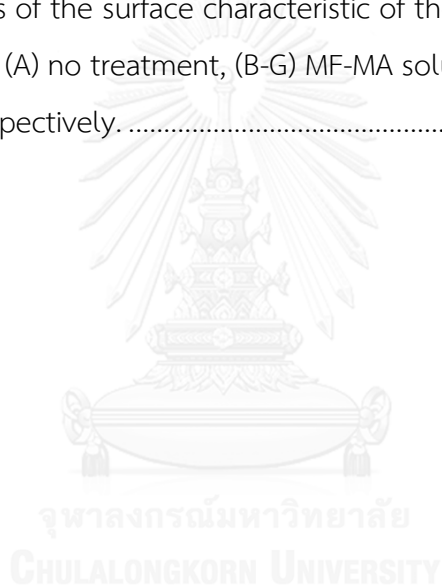 s of the surface characteristic of th
(A) no treatment, (B-G) MF-MA solu
pectively. ............................................
จุฬาลงกรณ์มหาวิทยาลัย
CHULALONGKORN UNIVERSITY